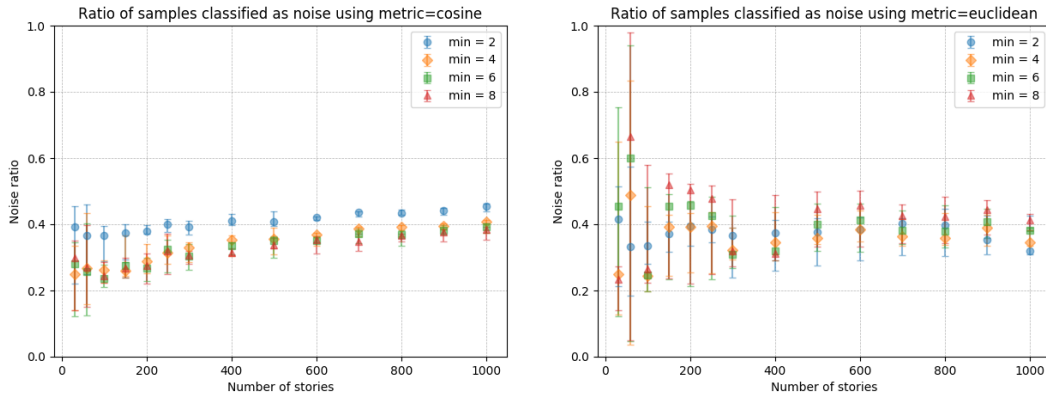 Ratio of samples classified as noise using metric=cosine
1.0
0.8
0.6
0.4
0.2
0.0
Noise ratio
0
200
400
600
800
1000
Number of stories
min = 2
min = 4
min = 6
min = 8
Ratio of samples classified as noise using metric=euclidean
1.0
0.8
0.6
0.4
0.2
0.0
Noise ratio
0
200
400
600
800
1000
Number of stories
min = 2
min = 4
min = 6
min = 8